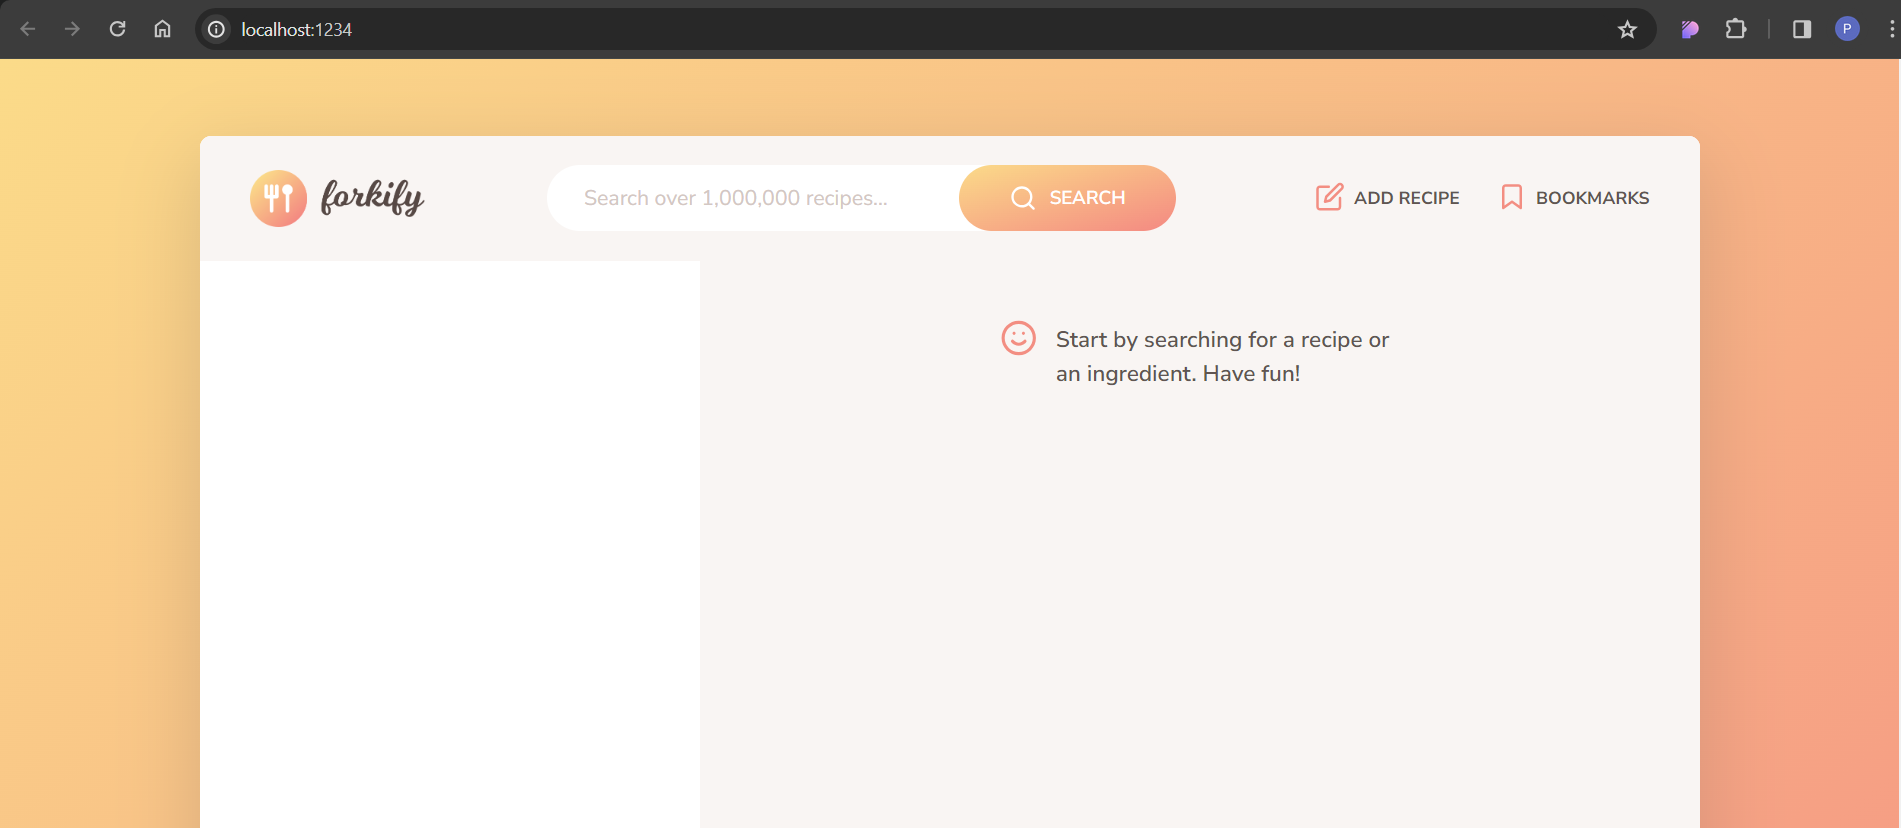 localhost:1234
P
forkify
Search over 1,000,000 recipes...
SEARCH
ADD RECIPE
BOOKMARKS
Start by searching for a recipe or
an ingredient. Have fun!